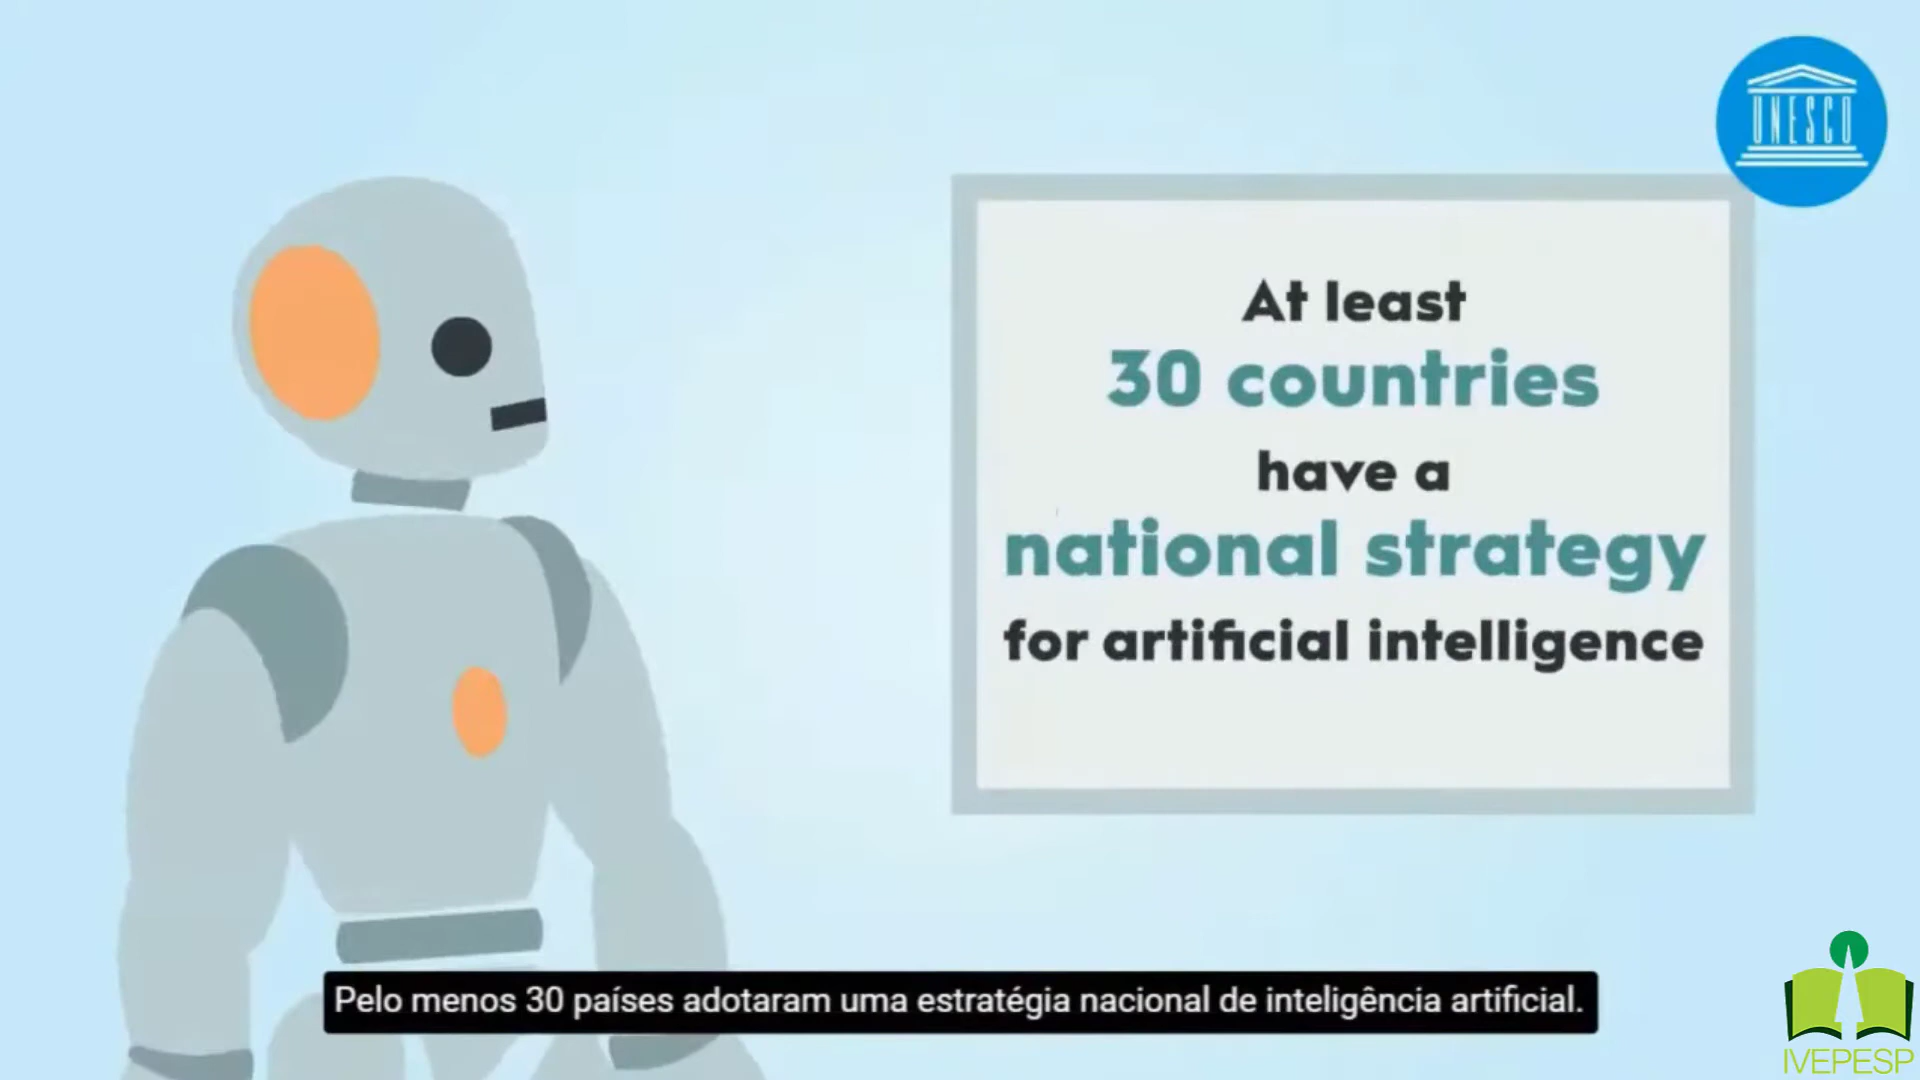 UNESCO
At least
30 countries
have a
national strategy
for artificial intelligence
Pelo menos 30 países adotaram uma estratégia nacional de inteligência artificial.
IVEPESP